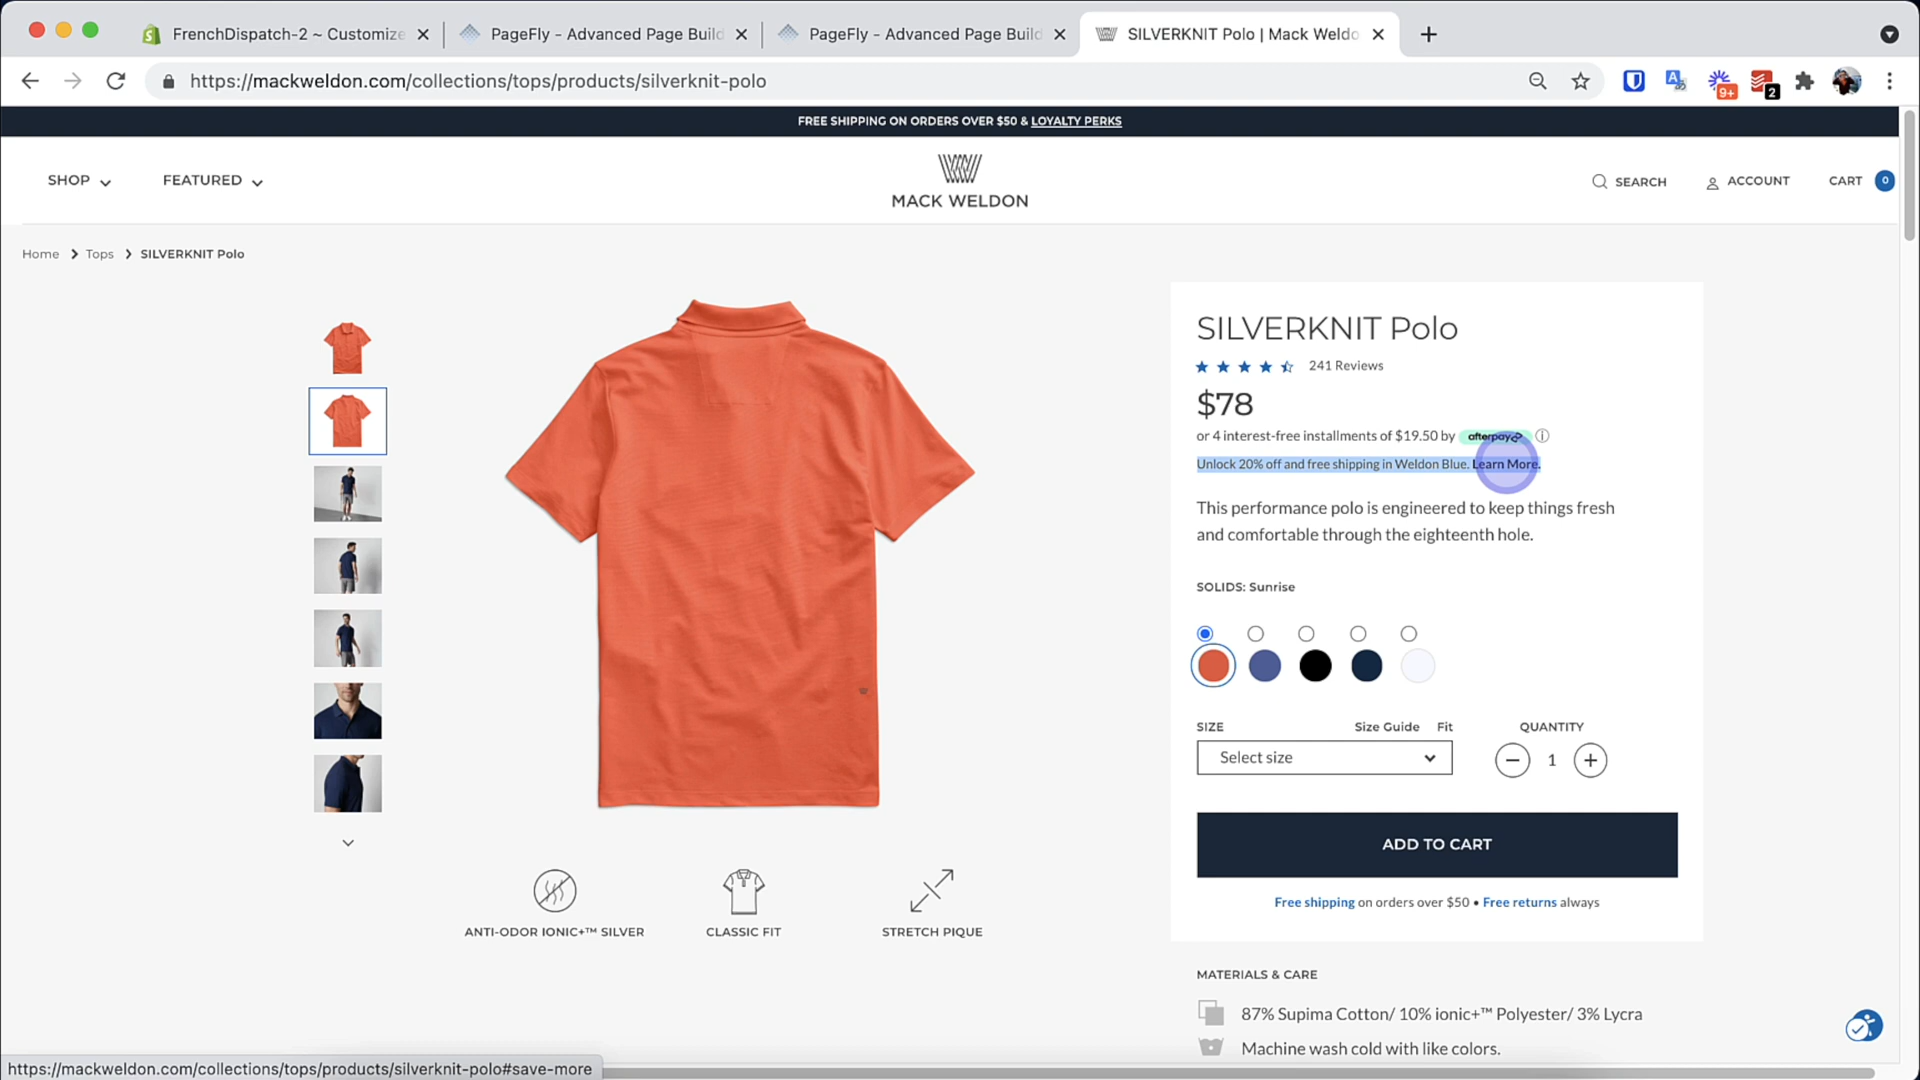 FrenchDispatch-2 ~ Customize
PageFly - Advanced Page Build
PageFly - Advanced Page Build
SILVERKNIT Polo | Mack Weldo
https://mackweldon.com/collections/tops/products/silverknit-polo
9+
2
FREE SHIPPING ON ORDERS OVER $50 & LOYALTY PERKS
SHOP
FEATURED
MACK WELDON
SEARCH
ACCOUNT
CART 0
Home > Tops > SILVERKNIT Polo
SILVERKNIT Polo
241 Reviews
$78
or 4 interest-free installments of $19.50 by afterpay
Unlock 20% off and free shipping in Weldon Blue. Learn More.
This performance polo is engineered to keep things fresh
and comfortable through the eighteenth hole.
SOLIDS: Sunrise
SIZE Size Guide Fit QUANTITY
Select size
1
ADD TO CART
Free shipping on orders over $50 • Free returns always
ANTI-ODOR IONIC+™ SILVER
CLASSIC FIT
STRETCH PIQUE
MATERIALS & CARE
87% Supima Cotton/ 10% ionic+™ Polyester/ 3% Lycra
Machine wash cold with like colors.
https://mackweldon.com/collections/tops/products/silverknit-polo#save-more